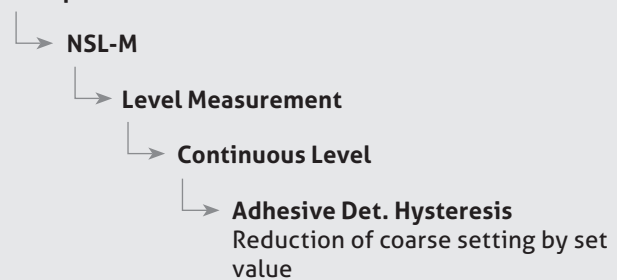 NSL-M
Level Measurement
Continuous Level
Adhesive Det. Hysteresis
Reduction of coarse setting by set
value